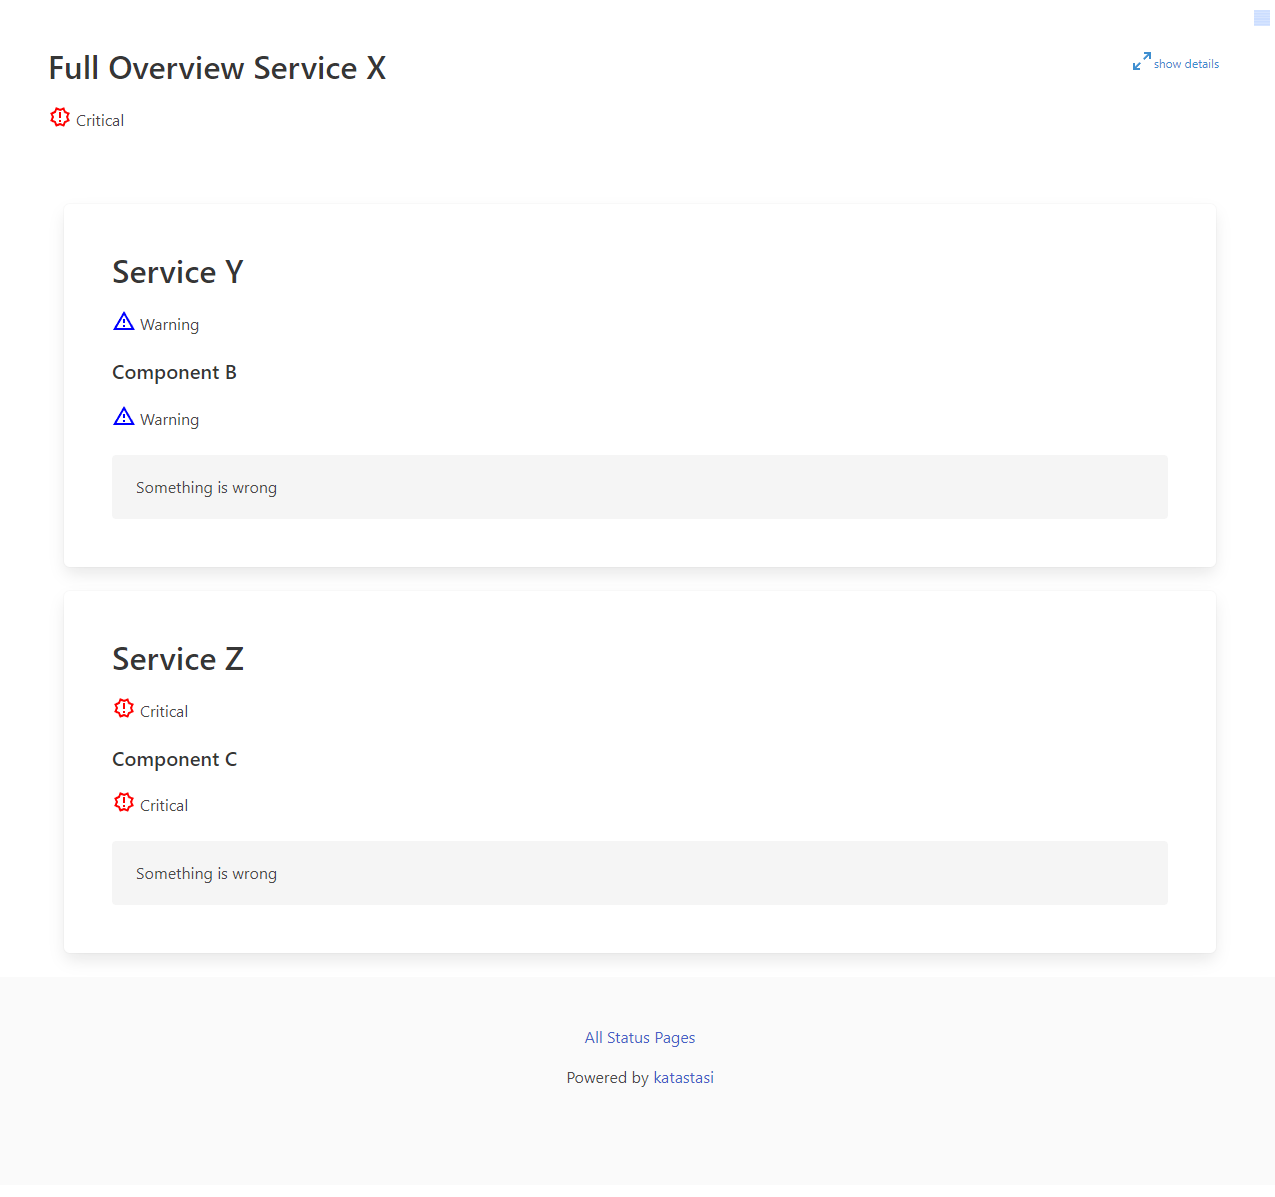 Full Overview Service X
show details
Critical
Service Y
Warning
Component B
Warning
Something is wrong
Service Z
Critical
Component C
Critical
Something is wrong
All Status Pages
Powered by katastasi